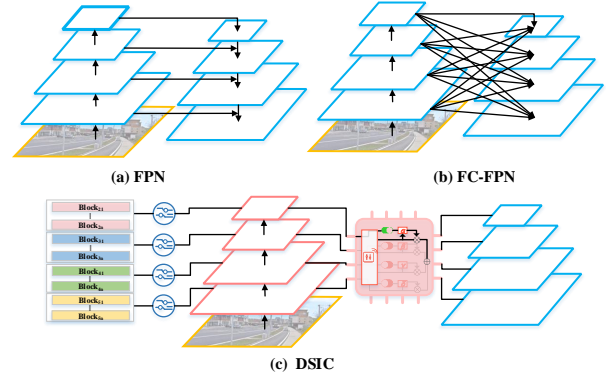 (a) FPN
(b) FC-FPN
Block21
Block2n
Block31
Block3n
Block41
Block4n
Block51
Block5n
(c) DSIC